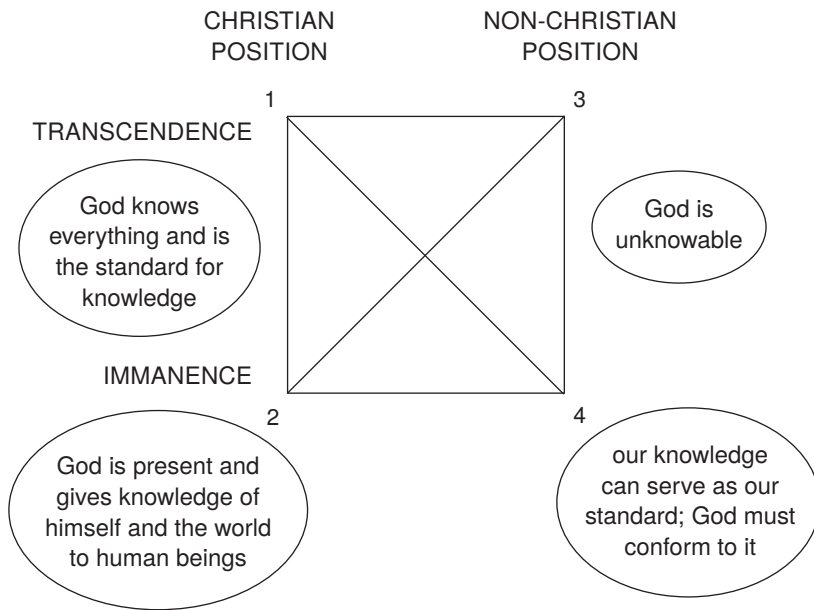 CHRISTIAN
POSITION
NON-CHRISTIAN
POSITION
1
3
TRANSCENDENCE
God knows
everything and is
the standard for
knowledge
God is
unknowable
IMMANENCE
2
4
God is present and
gives knowledge of
himself and the world
to human beings
our knowledge
can serve as our
standard; God must
conform to it